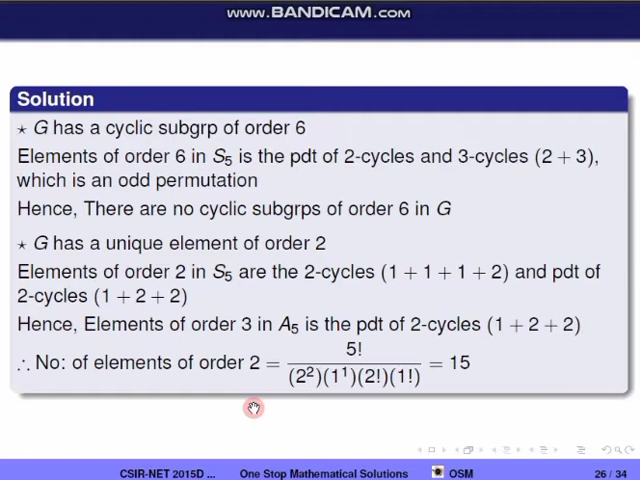 www.BANDICAM.com
Solution
⋆ G has a cyclic subgrp of order 6
Elements of order 6 in S₅ is the pdt of 2-cycles and 3-cycles (2 + 3),
which is an odd permutation
Hence, There are no cyclic subgrps of order 6 in G
⋆ G has a unique element of order 2
Elements of order 2 in S₅ are the 2-cycles (1 + 1 + 1 + 2) and pdt of
2-cycles (1 + 2 + 2)
Hence, Elements of order 3 in A₅ is the pdt of 2-cycles (1 + 2 + 2)
∴ No: of elements of order 2 = 5! / (2²)(1¹)(2!)(1!) = 15
CSIR-NET 2015D ... One Stop Mathematical Solutions OSM 26 / 34